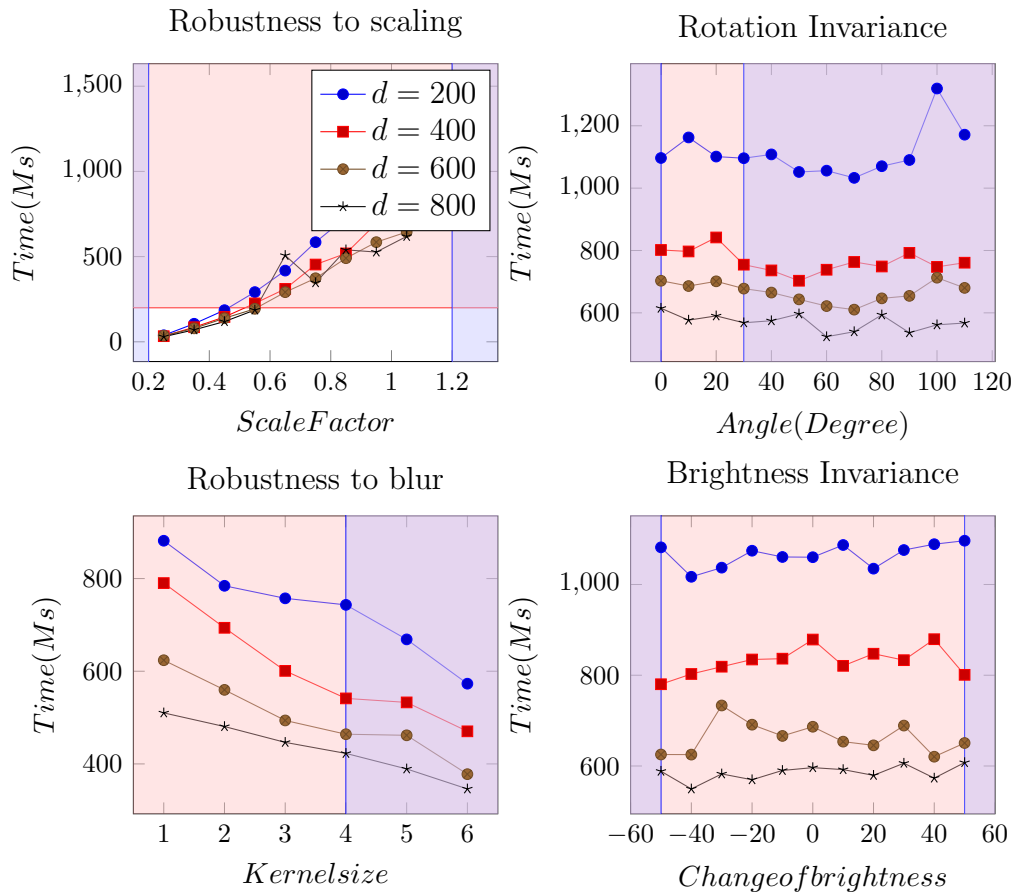 Robustness to scaling
Time(Ms)
1,500
1,000
500
0
d = 200
d = 400
d = 600
d = 800
0.2 0.4 0.6 0.8 1 1.2
ScaleFactor
Rotation Invariance
Time(Ms)
1,200
1,000
800
600
0 20 40 60 80 100 120
Angle(Degree)
Robustness to blur
Time(Ms)
800
600
400
1 2 3 4 5 6
Kernelsize
Brightness Invariance
Time(Ms)
1,000
800
600
−60 −40 −20 0 20 40 60
Changeofbrightness